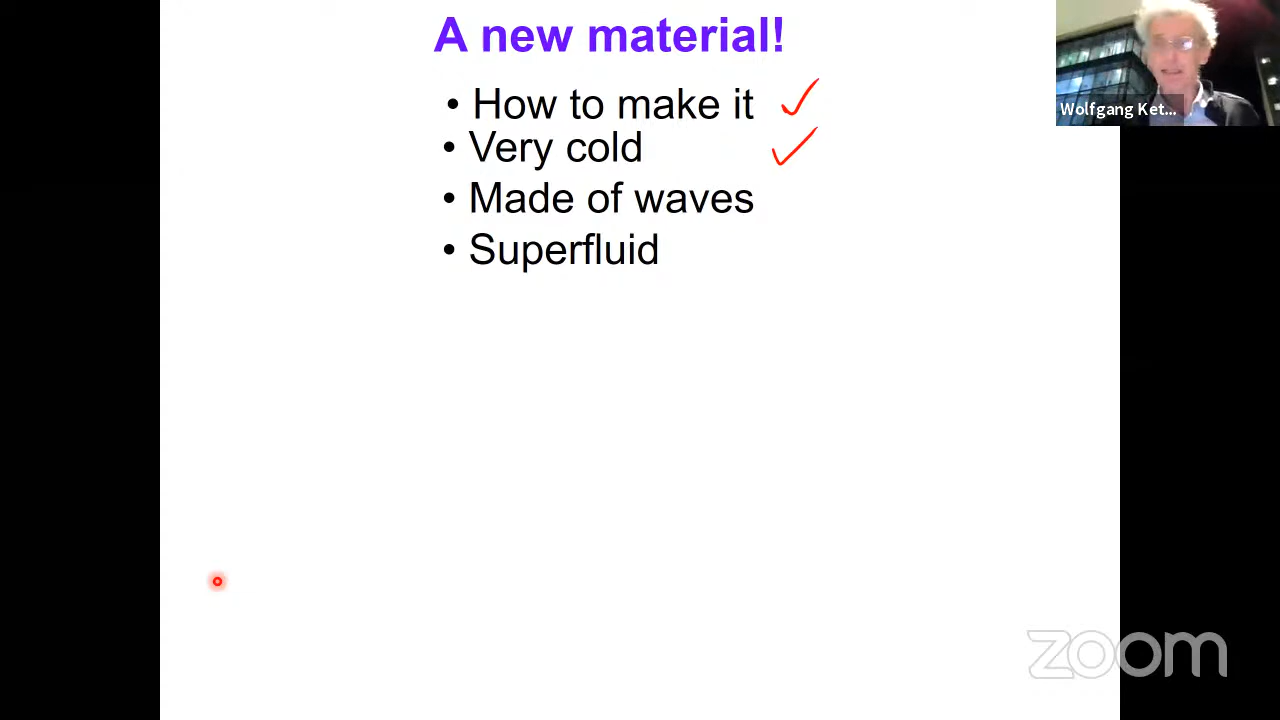 A new material!
• How to make it
• Very cold
• Made of waves
• Superfluid
Wolfgang Ket...
zoom